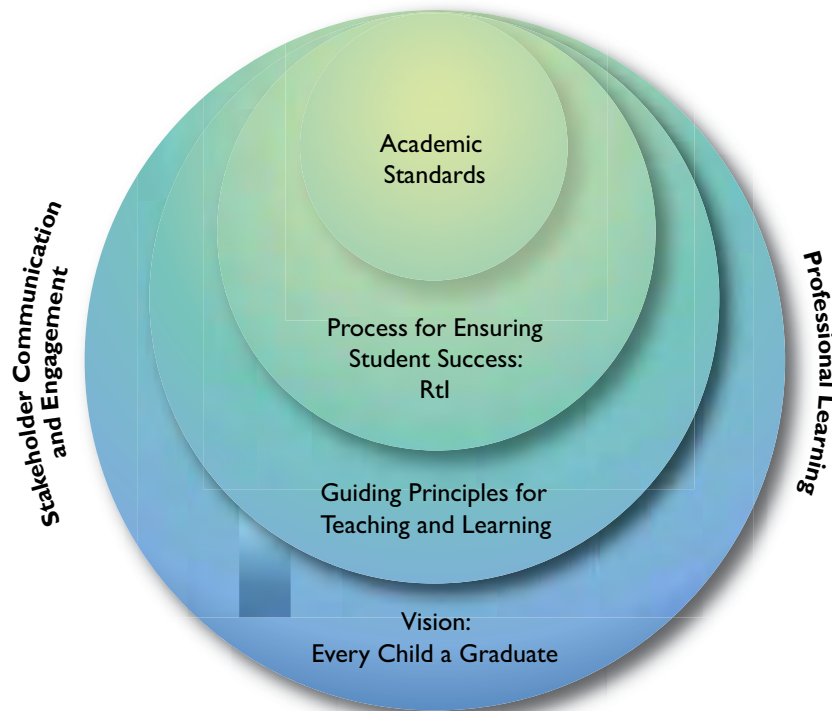 Academic
Standards
Process for Ensuring
Student Success:
RtI
Guiding Principles for
Teaching and Learning
Vision:
Every Child a Graduate
Stakeholder Communication
and Engagement
Professional Learning